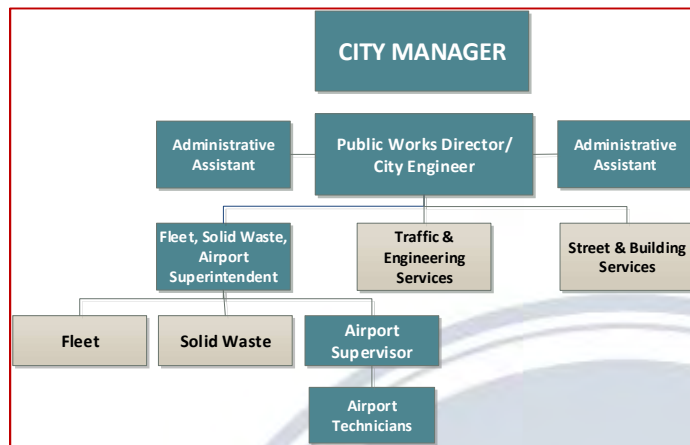 CITY MANAGER
Administrative
Assistant
Public Works Director/
City Engineer
Administrative
Assistant
Fleet, Solid Waste,
Airport
Superintendent
Traffic &
Engineering
Services
Street & Building
Services
Fleet
Solid Waste
Airport
Supervisor
Airport
Technicians